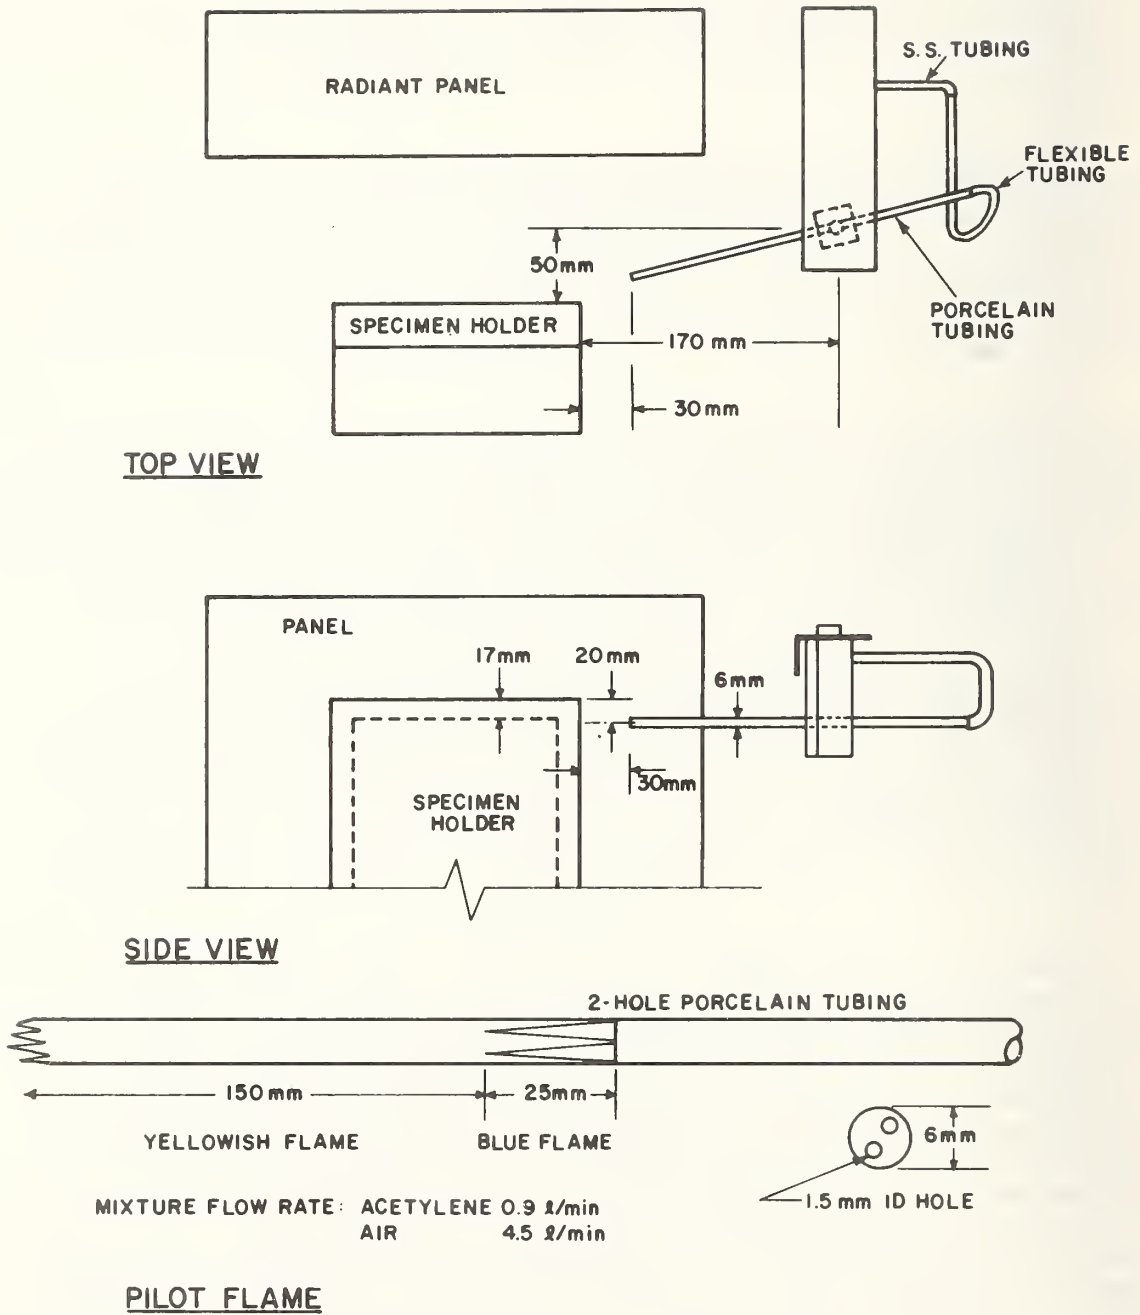 RADIANT PANEL
S.S. TUBING
FLEXIBLE
TUBING
50mm
PORCELAIN
TUBING
SPECIMEN HOLDER
170 mm
30mm
TOP VIEW
PANEL
17mm
20mm
6mm
30mm
SPECIMEN
HOLDER
SIDE VIEW
2-HOLE PORCELAIN TUBING
150mm
25mm
YELLOWISH FLAME
BLUE FLAME
6mm
1.5 mm ID HOLE
MIXTURE FLOW RATE: ACETYLENE 0.9 ℓ/min
AIR 4.5 ℓ/min
PILOT FLAME